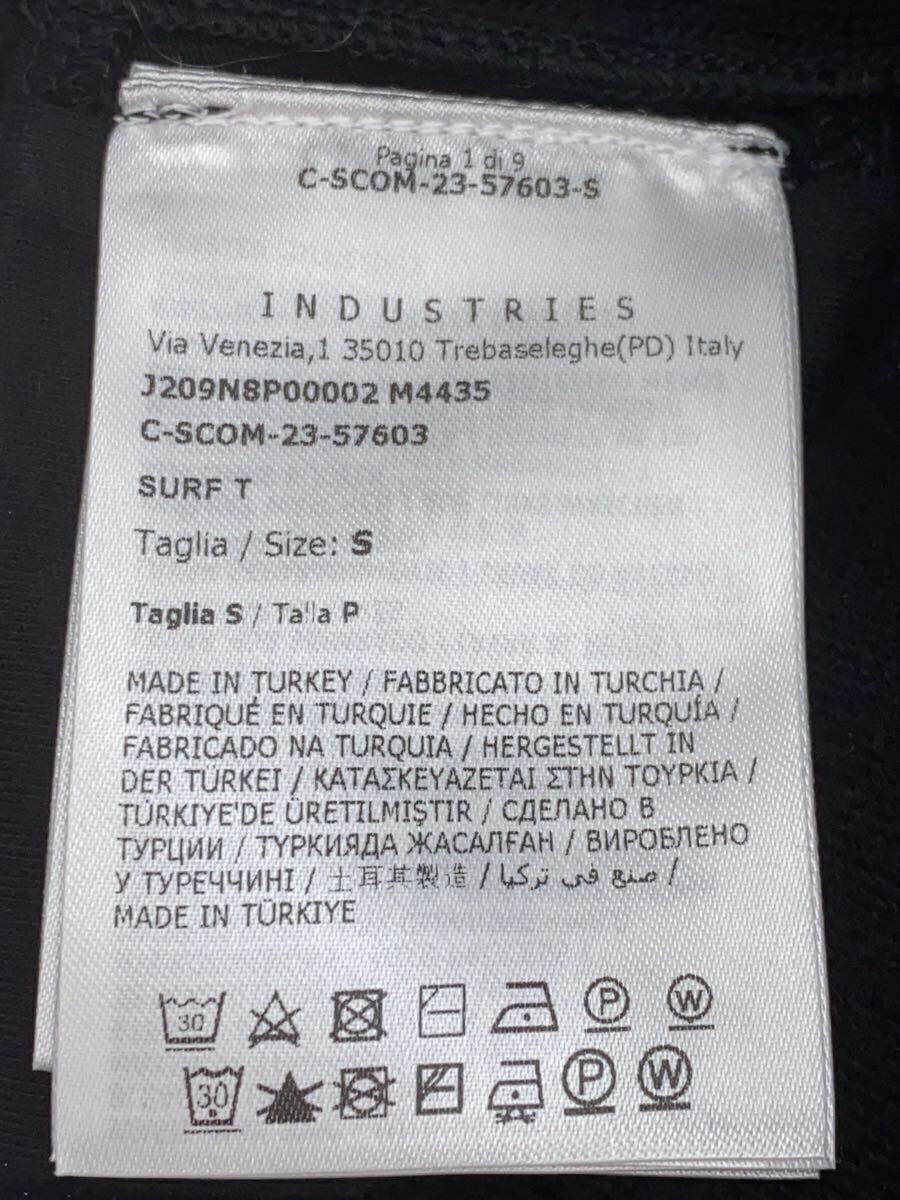 Pagina 1 di 9
C-SCOM-23-57603-S
INDUSTRIES
Via Venezia,1 35010 Trebaseleghe(PD) Italy
J209N8P00002 M4435
C-SCOM-23-57603
SURF T
Taglia / Size: S
Taglia S / Talla P
MADE IN TURKEY / FABBRICATO IN TURCHIA /
FABRIQUÉ EN TURQUIE / HECHO EN TURQUÍA /
FABRICADO NA TURQUIA / HERGESTELLT IN
DER TÜRKEI / ΚΑΤΑΣΚΕΥΑΖΕΤΑΙ ΣΤΗΝ ΤΟΥΡΚΙΑ /
TÜRKIYE'DE ÜRETILMIŞTIR / СДЕЛАНО В
ТУРЦИИ / ТҮРКИЯДА ЖАСАЛҒАН / ВИРОБЛЕНО
У ТУРЕЧЧИНІ / 土耳其製造 / صنع في تركيا /
MADE IN TÜRKIYE
30 P W
30 P W